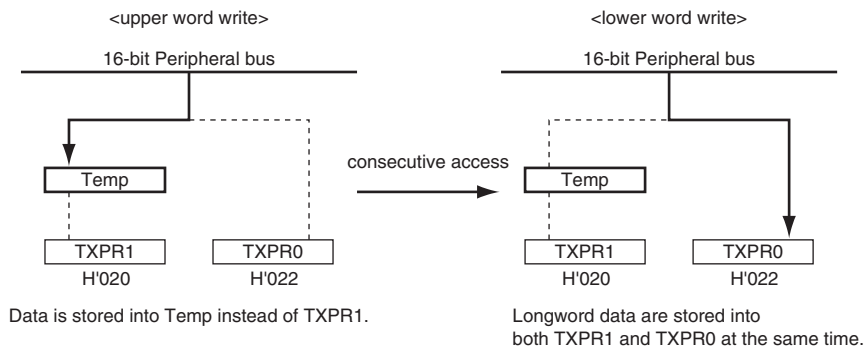 <upper word write>
16-bit Peripheral bus
Temp
TXPR1
H'020
TXPR0
H'022
Data is stored into Temp instead of TXPR1.
consecutive access
<lower word write>
16-bit Peripheral bus
Temp
TXPR1
H'020
TXPR0
H'022
Longword data are stored into
both TXPR1 and TXPR0 at the same time.